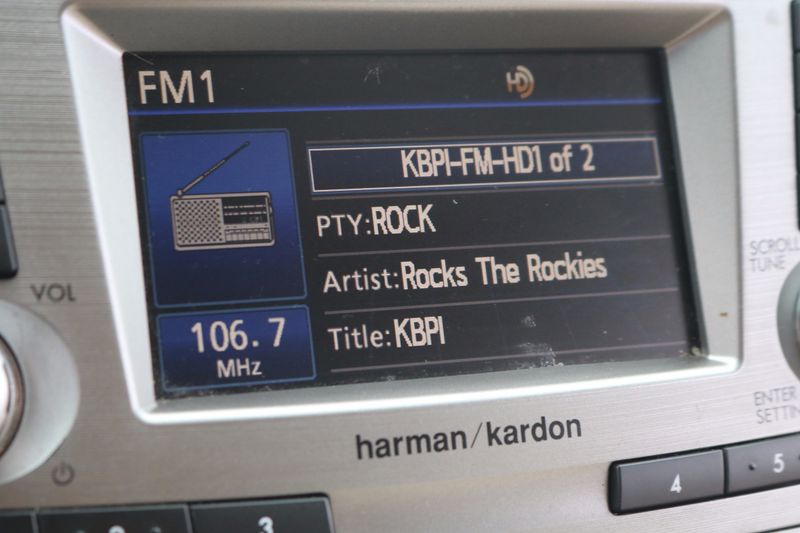 FM1
HD
KBPI-FM-HD1 of 2
PTY:ROCK
Artist:Rocks The Rockies
Title:KBPI
106.7
MHz
VOL
SCROLL
TUNE
ENTER
harman/kardon
3
4
5